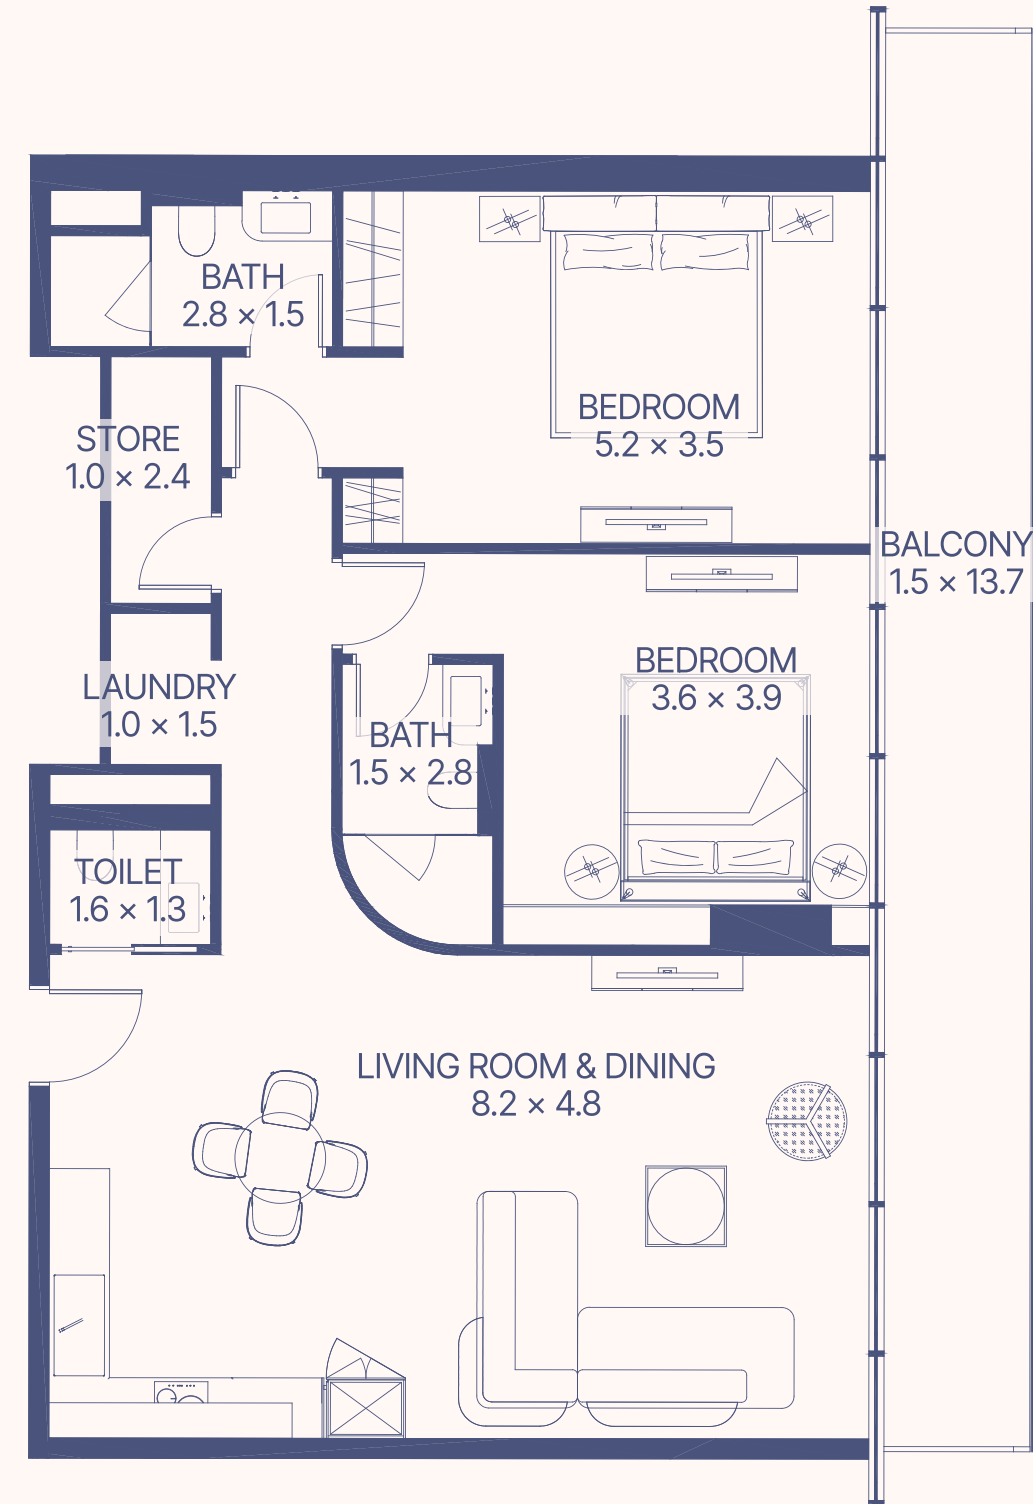 BATH
2.8 × 1.5
BEDROOM
5.2 × 3.5
STORE
1.0 × 2.4
BALCONY
1.5 × 13.7
BEDROOM
3.6 × 3.9
LAUNDRY
1.0 × 1.5
BATH
1.5 × 2.8
TOILET
1.6 × 1.3
LIVING ROOM & DINING
8.2 × 4.8